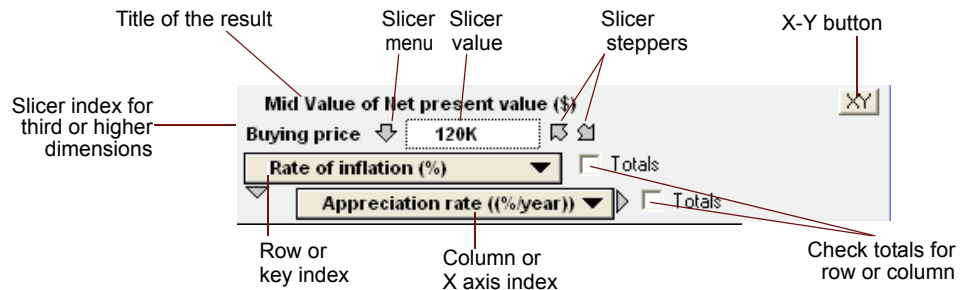 Title of the result
Slicer
menu
Slicer
value
Slicer
steppers
X-Y button
Slicer index for
third or higher
dimensions
Mid Value of Net present value ($)
XY
Buying price
120K
Rate of inflation (%)
Totals
Appreciation rate ((%/year))
Totals
Row or
key index
Column or
X axis index
Check totals for
row or column